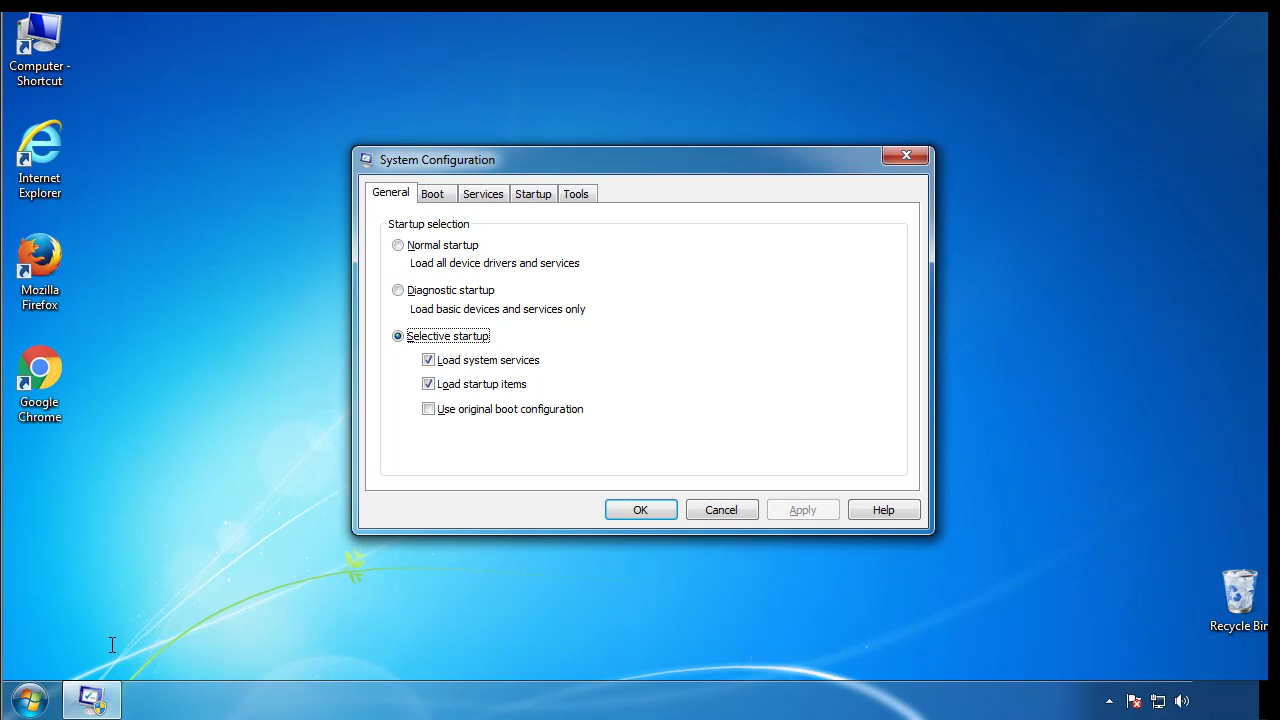 Computer -
Shortcut
Internet
Explorer
Mozilla
Firefox
Google
Chrome
System Configuration
General Boot Services Startup Tools
Startup selection
Normal startup
Load all device drivers and services
Diagnostic startup
Load basic devices and services only
Selective startup
Load system services
Load startup items
Use original boot configuration
OK Cancel Apply Help
Recycle Bin